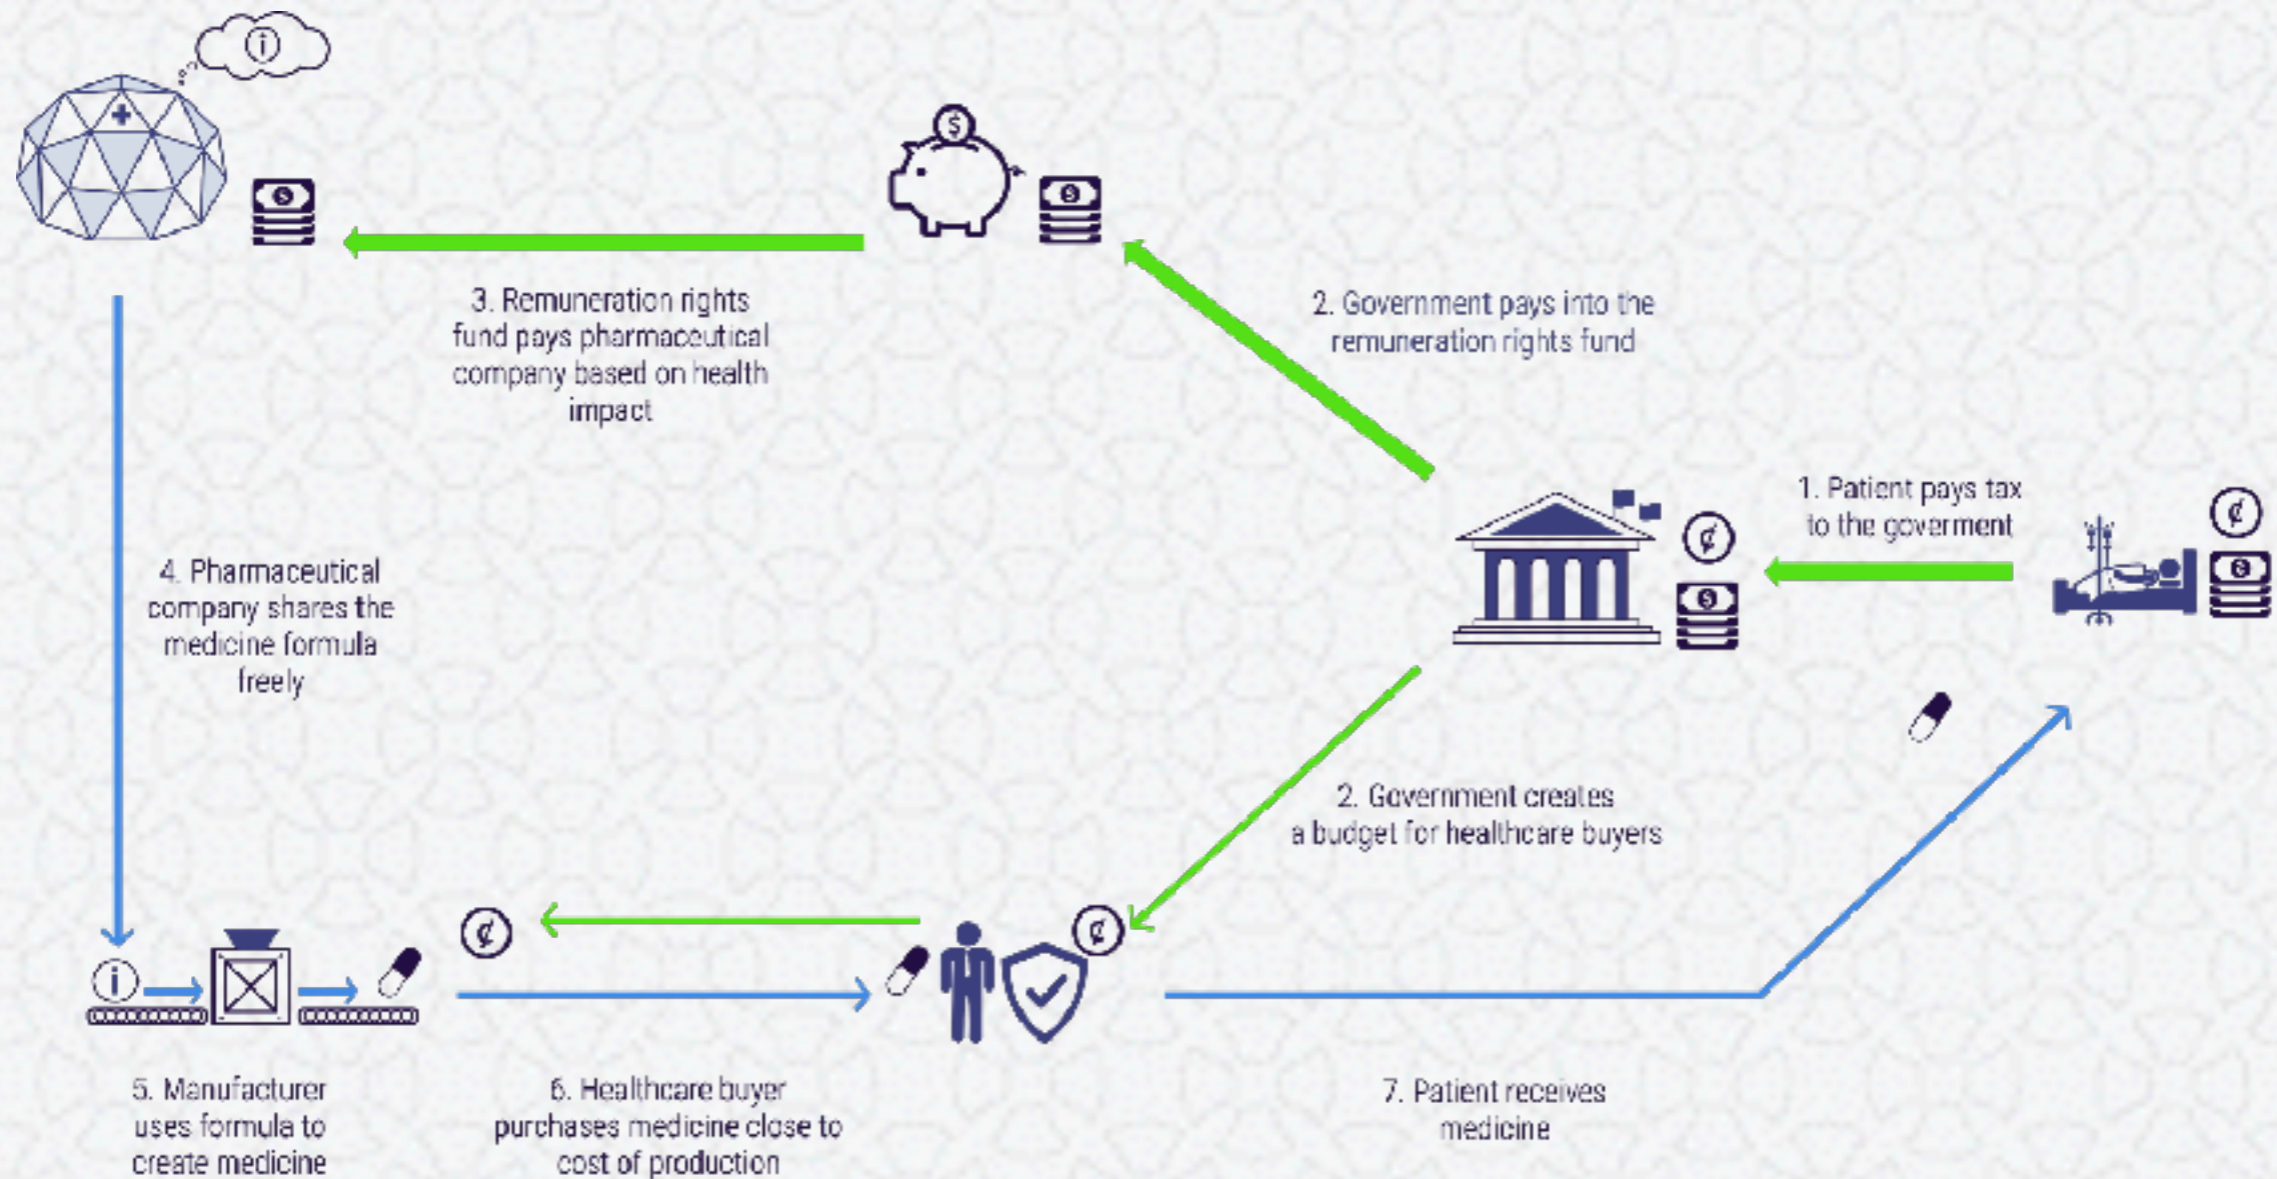 1. Patient pays tax
to the goverment
2. Government pays into the
remuneration rights fund
2. Government creates
a budget for healthcare buyers
3. Remuneration rights
fund pays pharmaceutical
company based on health
impact
4. Pharmaceutical
company shares the
medicine formula
freely
5. Manufacturer
uses formula to
create medicine
6. Healthcare buyer
purchases medicine close to
cost of production
7. Patient receives
medicine